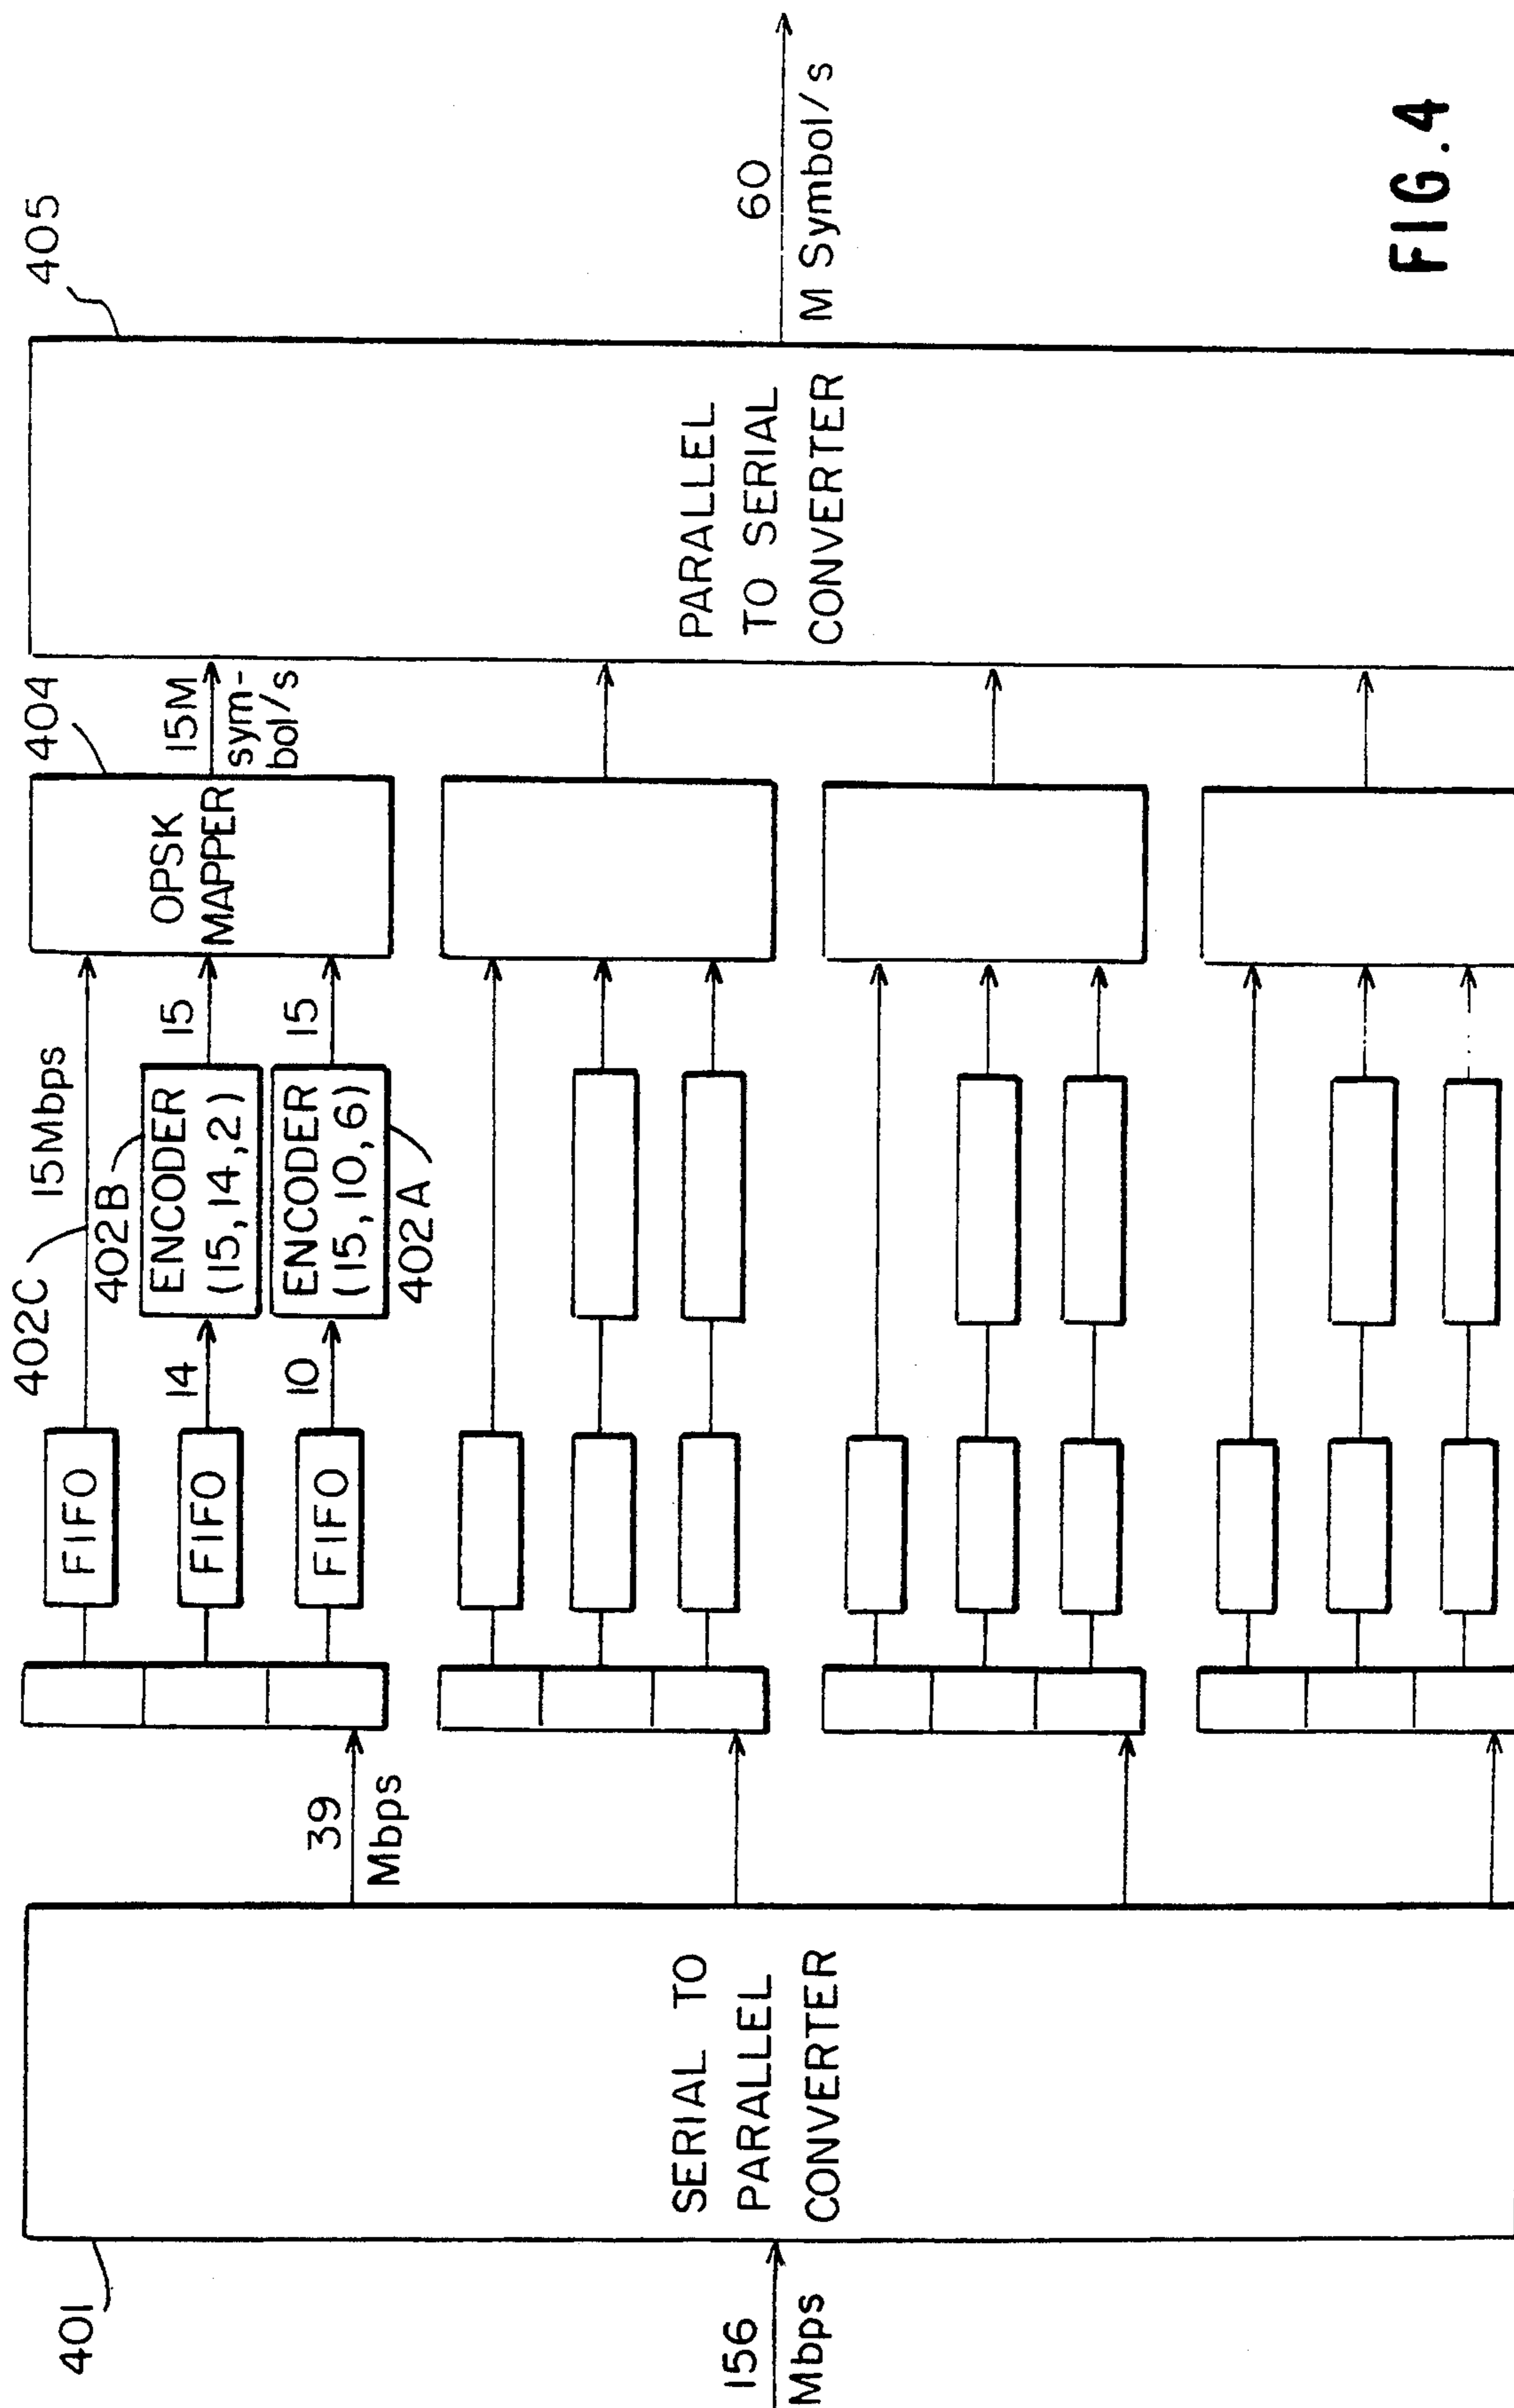 401
156
Mbps
SERIAL TO
PARALLEL
CONVERTER
39
Mbps
FIFO
FIFO
FIFO
402C
15Mbps
14
10
402B
ENCODER
(15,14,2)
ENCODER
(15,10,6)
402A
15
15
OPSK
MAPPER
404
15M
sym-
bol/s
PARALLEL
TO SERIAL
CONVERTER
405
60
M Symbol/s
FIG.4